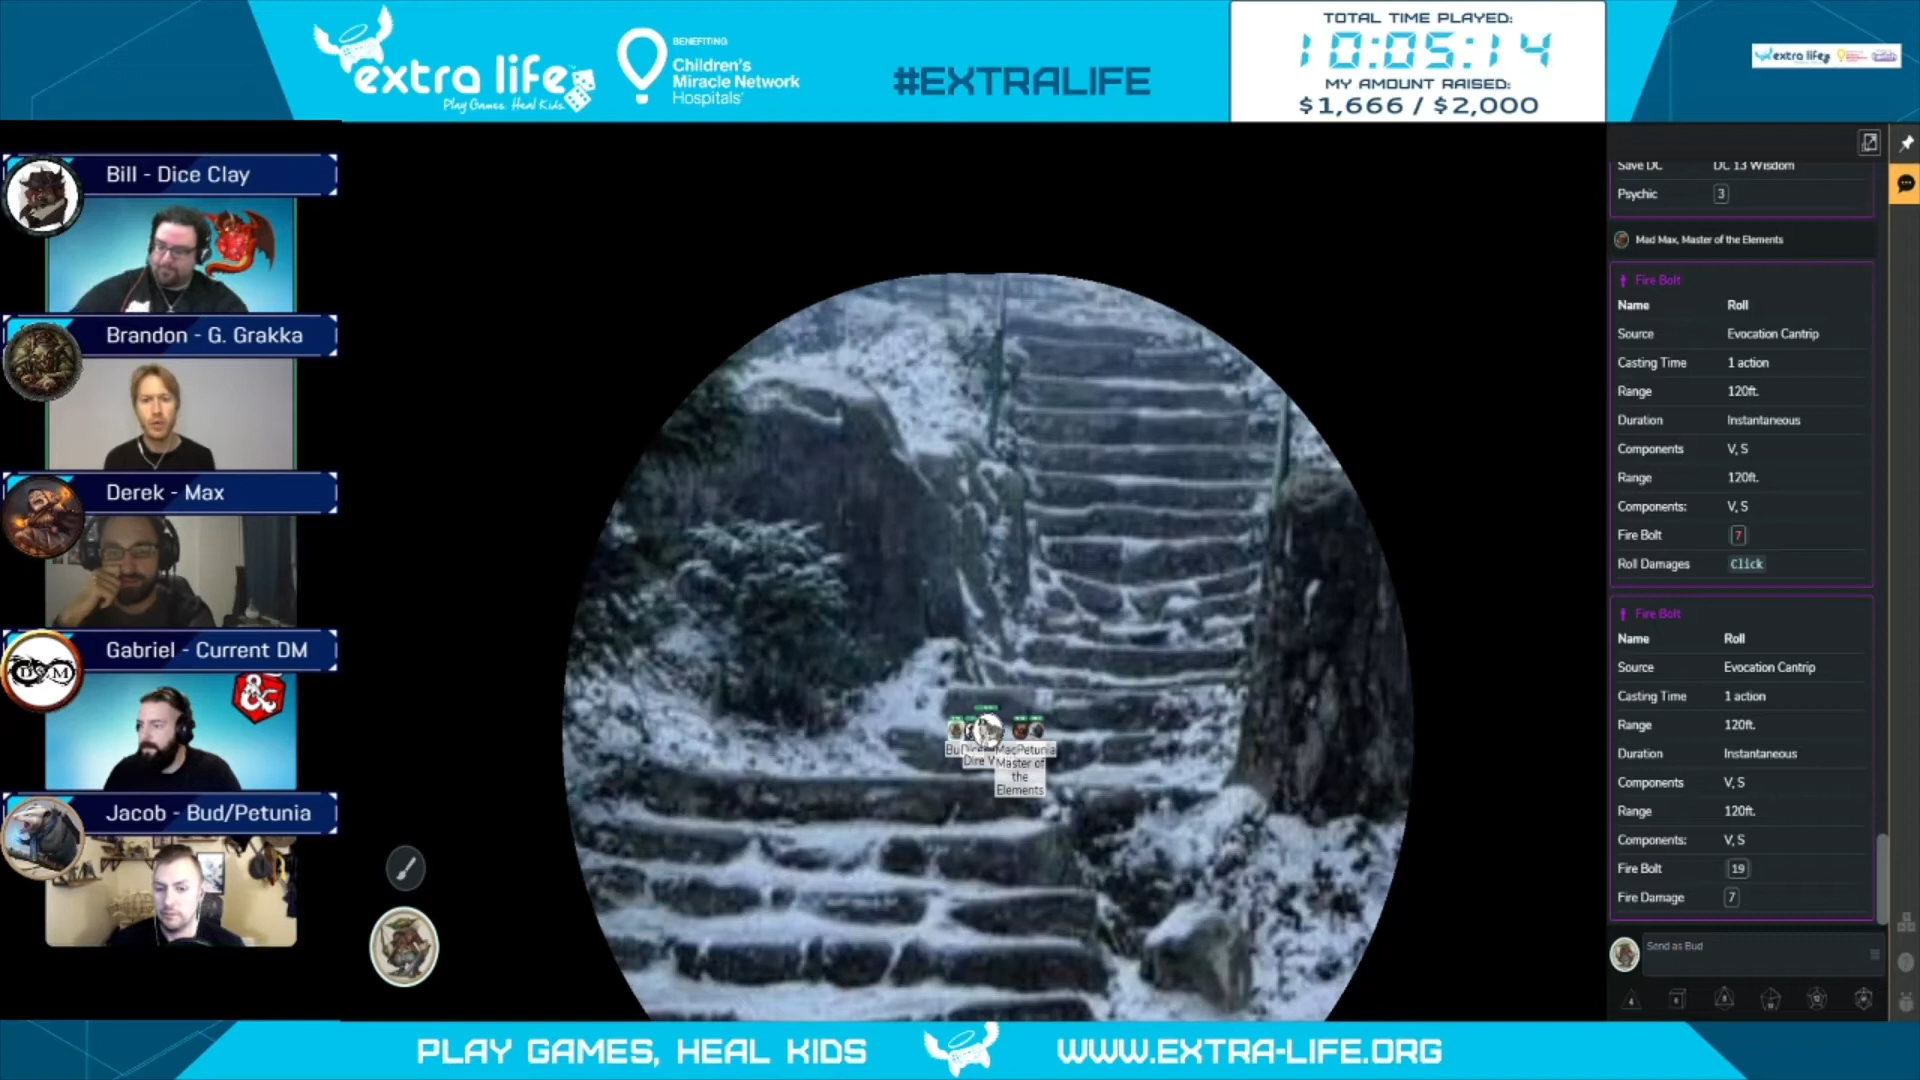 extra life
Play Games. Heal Kids.
BENEFITING
Children's
Miracle Network
Hospitals
#EXTRALIFE
TOTAL TIME PLAYED:
10:05:14
MY AMOUNT RAISED:
$1,666 / $2,000
extra life
Bill - Dice Clay
Brandon - G. Grakka
Derek - Max
Gabriel - Current DM
Jacob - Bud/Petunia
Petunia
Master of
the
Elements
Save DC DC 13 Wisdom
Psychic 3
Mad Max, Master of the Elements
Fire Bolt
Name Roll
Source Evocation Cantrip
Casting Time 1 action
Range 120ft.
Duration Instantaneous
Components V, S
Range 120ft.
Components: V, S
Fire Bolt 7
Roll Damages Click
Fire Bolt
Name Roll
Source Evocation Cantrip
Casting Time 1 action
Range 120ft.
Duration Instantaneous
Components V, S
Range 120ft.
Components: V, S
Fire Bolt 19
Fire Damage 7
Send as Bud
PLAY GAMES, HEAL KIDS
WWW.EXTRA-LIFE.ORG